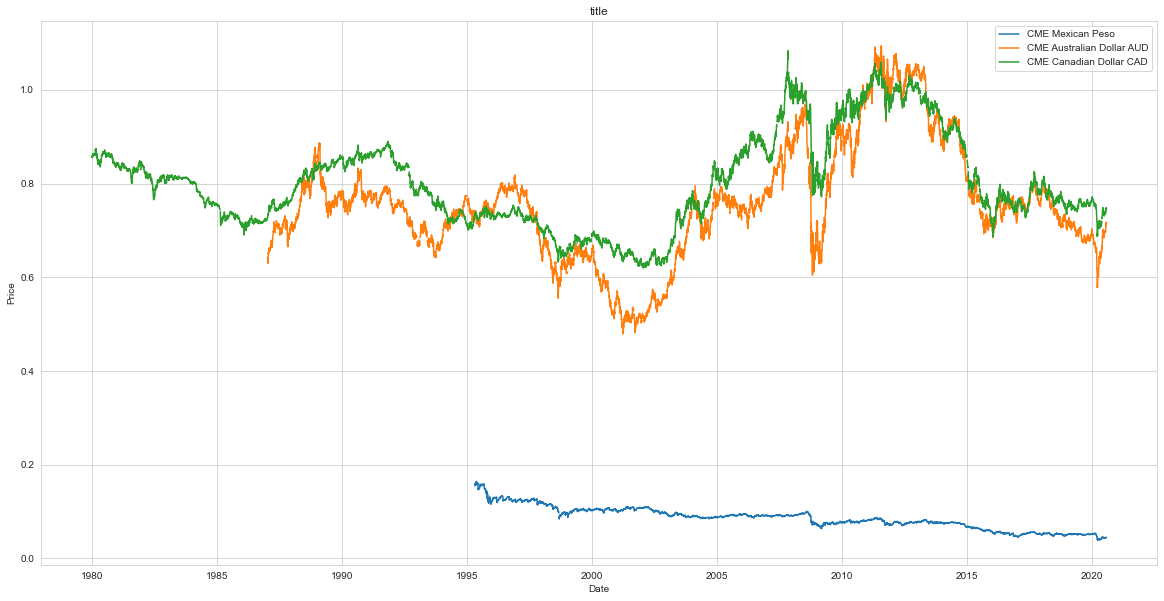 title
CME Mexican Peso
CME Australian Dollar AUD
CME Canadian Dollar CAD
1.0
0.8
0.6
0.4
0.2
0.0
Price
1980 1985 1990 1995 2000 2005 2010 2015 2020
Date